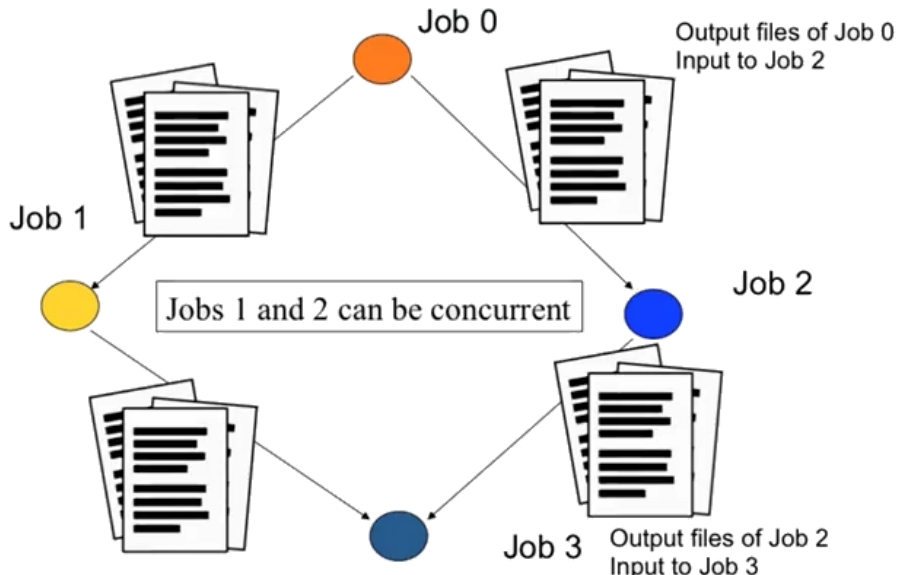 Job 0
Output files of Job 0
Input to Job 2
Job 1
Job 2
Jobs 1 and 2 can be concurrent
Job 3
Output files of Job 2
Input to Job 3